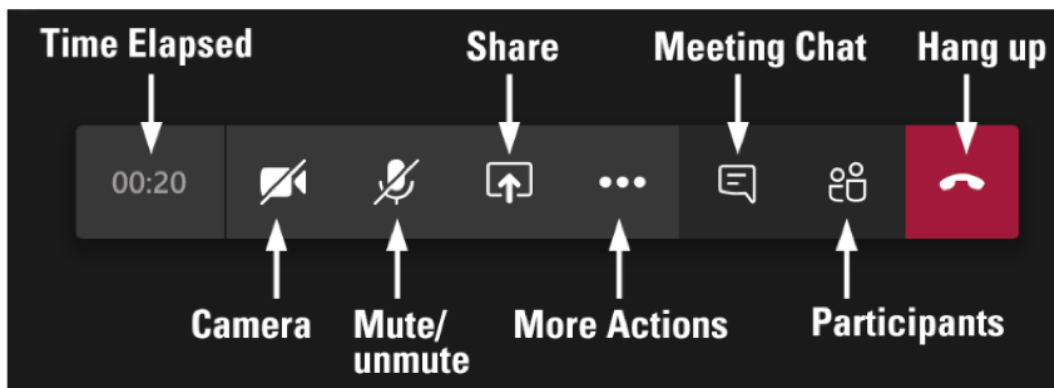 Time Elapsed
Share
Meeting Chat
Hang up
00:20
Camera
Mute/
unmute
More Actions
Participants